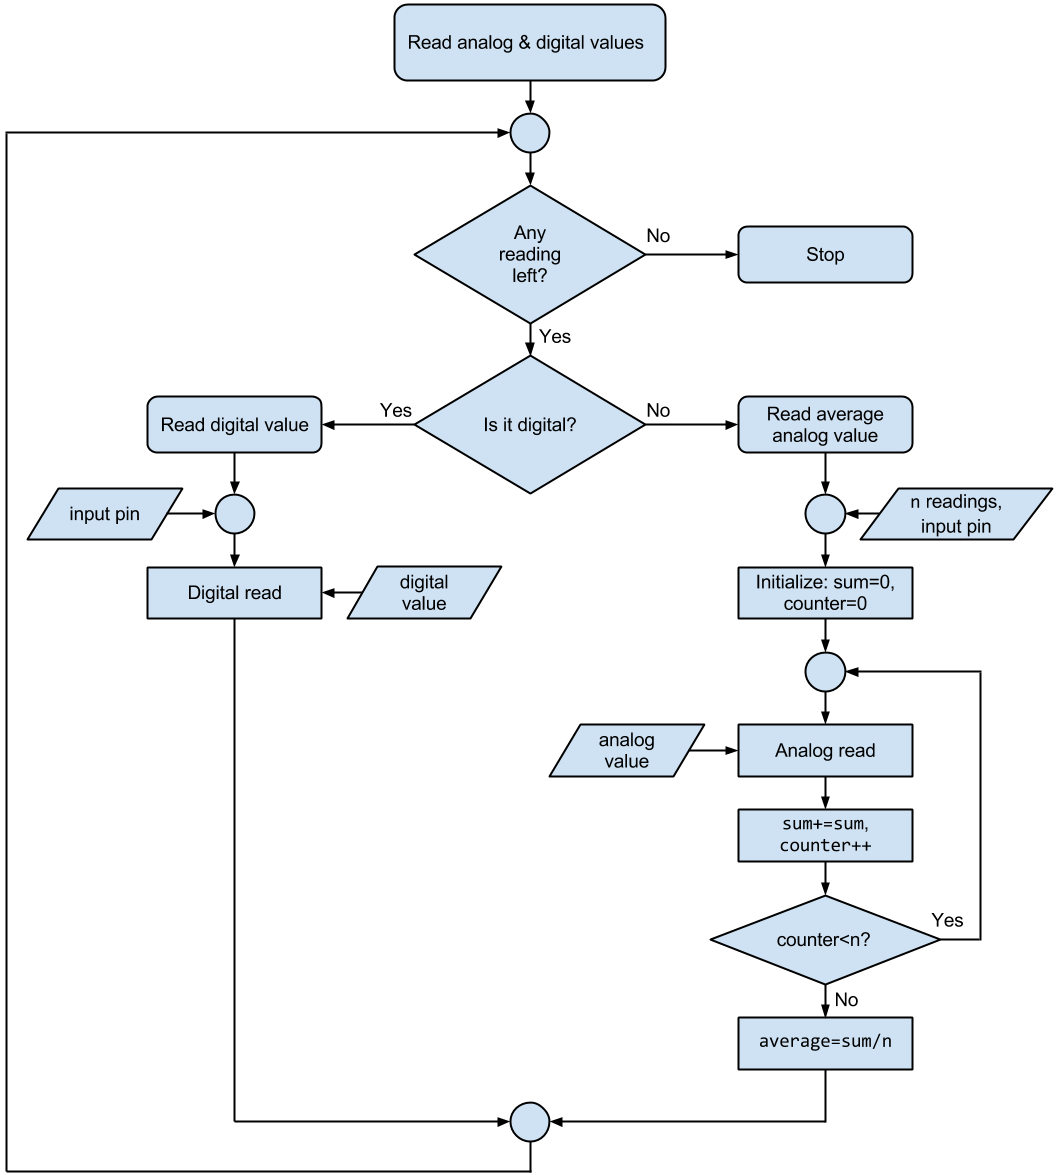 Read analog & digital values
Any
reading
left?
No
Stop
Yes
Is it digital?
Yes
No
Read digital value
Read average
analog value
input pin
n readings,
input pin
Digital read
digital
value
Initialize: sum=0,
counter=0
analog
value
Analog read
sum+=sum,
counter++
counter<n?
Yes
No
average=sum/n